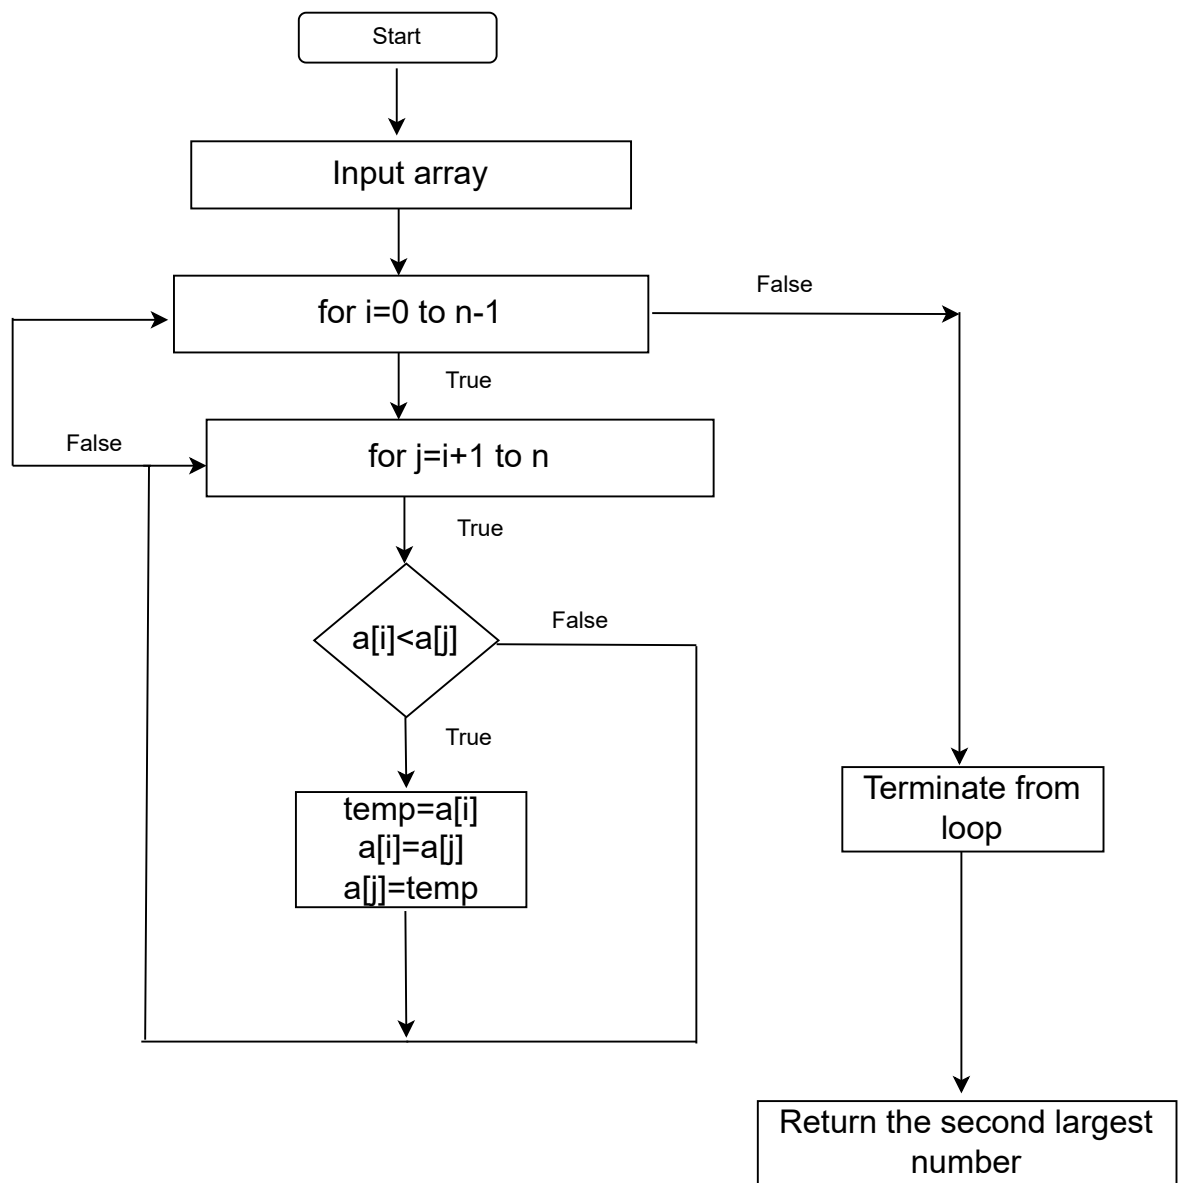 Start
Input array
for i=0 to n-1
False
True
for j=i+1 to n
False
True
a[i]<a[j]
False
True
temp=a[i]
a[i]=a[j]
a[j]=temp
Terminate from
loop
Return the second largest
number